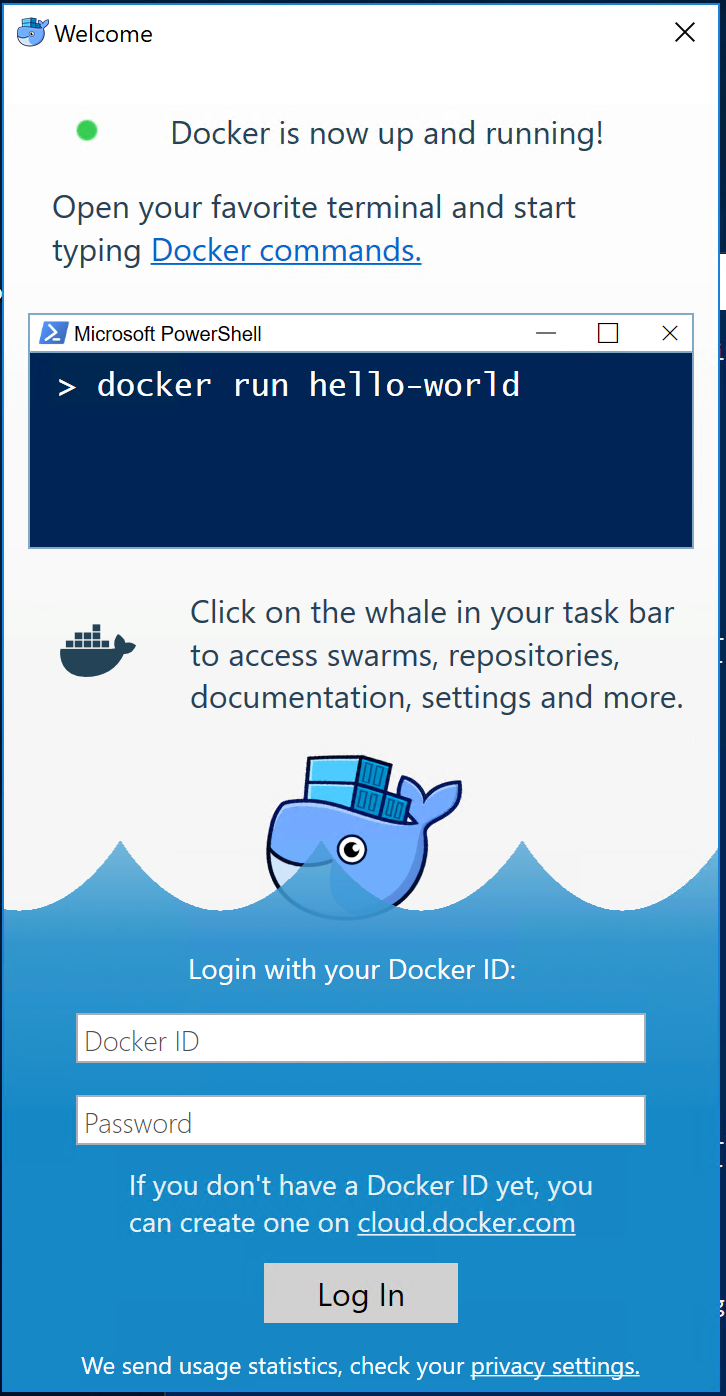 Welcome
Docker is now up and running!
Open your favorite terminal and start
typing Docker commands.
Microsoft PowerShell
> docker run hello-world
Click on the whale in your task bar
to access swarms, repositories,
documentation, settings and more.
Login with your Docker ID:
Docker ID
Password
If you don't have a Docker ID yet, you
can create one on cloud.docker.com
Log In
We send usage statistics, check your privacy settings.